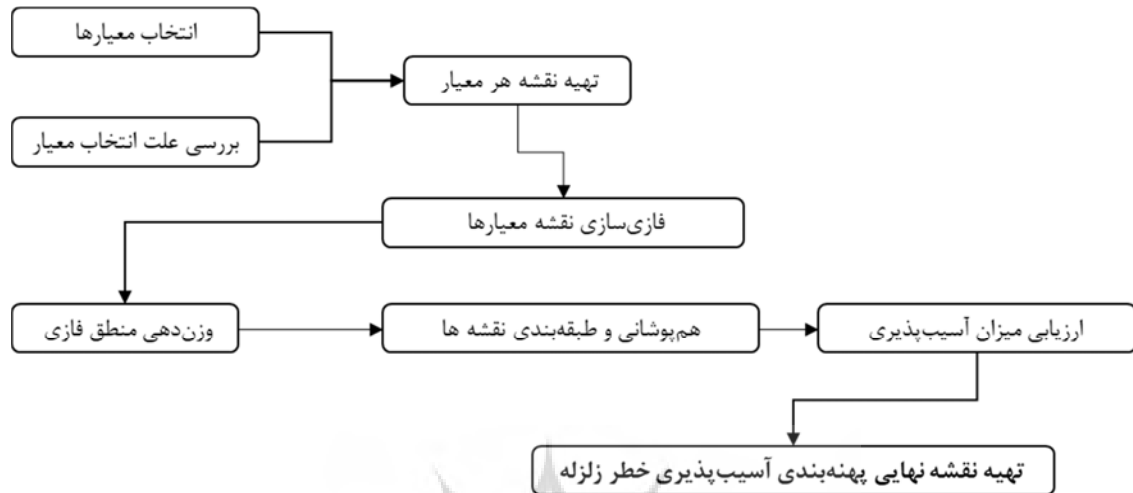 انتخاب معیارها
بررسی علت انتخاب معیار
تهیه نقشه هر معیار
فازی‌سازی نقشه معیارها
وزن‌دهی منطق فازی
هم‌پوشانی و طبقه‌بندی نقشه ها
ارزیابی میزان آسیب‌پذیری
تهیه نقشه نهایی پهنه‌بندی آسیب‌پذیری خطر زلزله